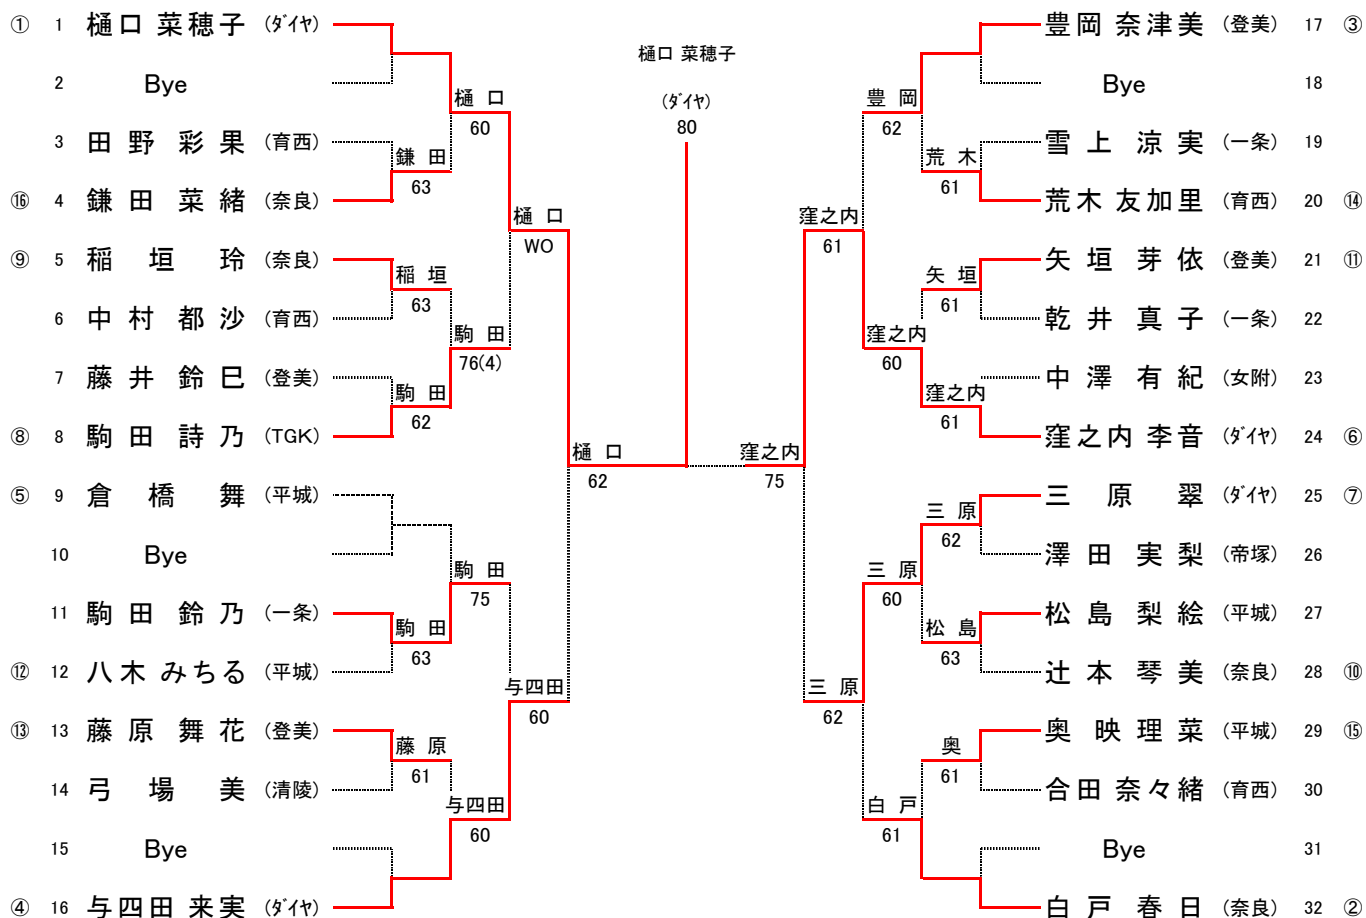 ① 1 樋口 菜穂子 (ダイヤ)
2 Bye
3 田 野 彩 果 (育西)
⑯ 4 鎌 田 菜 緒 (奈良)
⑨ 5 稲 垣 玲 (奈良)
6 中 村 都 沙 (育西)
7 藤 井 鈴 巳 (登美)
⑧ 8 駒 田 詩 乃 (TGK)
⑤ 9 倉 橋 舞 (平城)
10 Bye
11 駒 田 鈴 乃 (一条)
⑫ 12 八木 みちる (平城)
⑬ 13 藤 原 舞 花 (登美)
14 弓 場 美 (清陵)
15 Bye
④ 16 与四田 来実 (ダイヤ)
鎌 田
63
稲 垣
63
駒 田
62
駒 田
63
藤 原
61
樋 口
60
駒 田
76(4)
駒 田
75
与四田
60
樋 口
WO
与四田
60
樋 口
62
樋口 菜穂子
(ダイヤ)
80
窪之内
75
窪之内
61
三 原
62
豊 岡
62
窪之内
60
三 原
60
白 戸
61
荒 木
61
矢 垣
61
窪之内
61
三 原
62
松 島
63
奥
61
豊岡 奈津美 (登美) 17 ③
Bye 18
雪 上 涼 実 (一条) 19
荒木 友加里 (育西) 20 ⑭
矢 垣 芽 依 (登美) 21 ⑪
乾 井 真 子 (一条) 22
中 澤 有 紀 (女附) 23
窪之内 李音 (ダイヤ) 24 ⑥
三 原 翠 (ダイヤ) 25 ⑦
澤 田 実 梨 (帝塚) 26
松 島 梨 絵 (平城) 27
辻 本 琴 美 (奈良) 28 ⑩
奥 映 理 菜 (平城) 29 ⑮
合田 奈々緒 (育西) 30
Bye 31
白 戸 春 日 (奈良) 32 ②